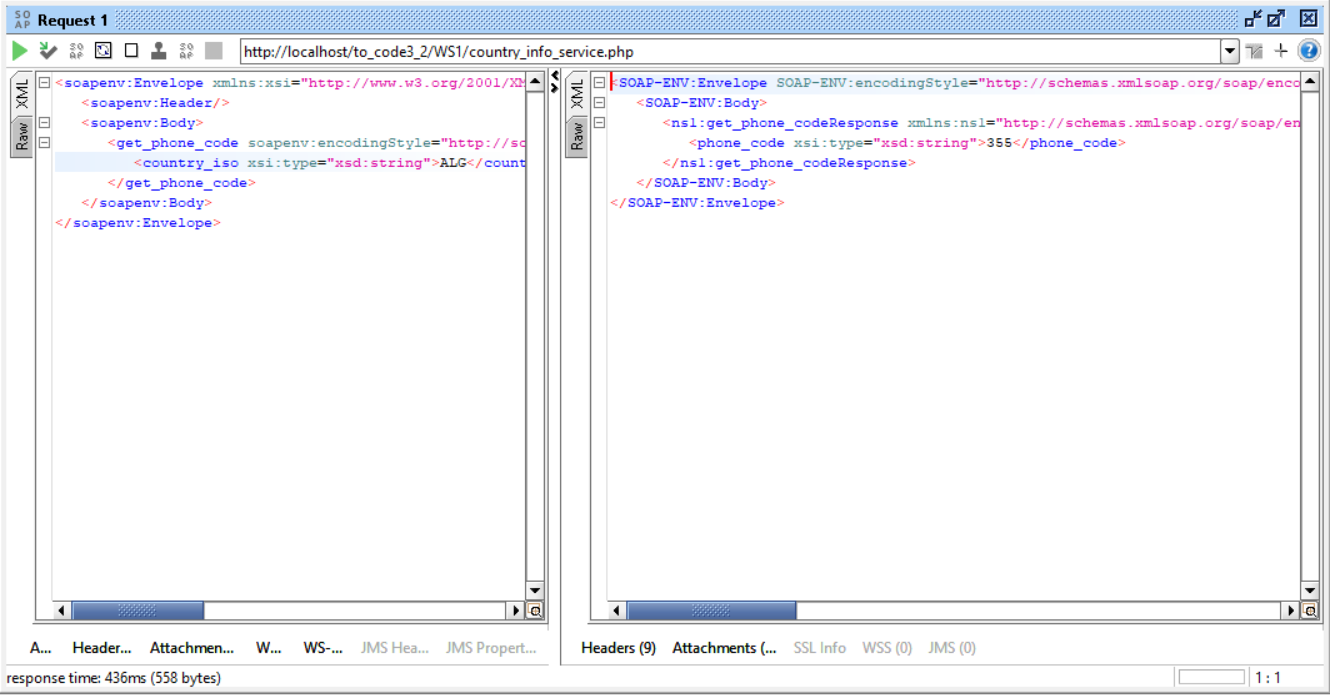 SO
AP
Request 1
SO
AP
SO
AP
http://localhost/to_code3_2/WS1/country_info_service.php
XML
Raw
<soapenv:Envelope xmlns:xsi="http://www.w3.org/2001/XM
<soapenv:Header/>
<soapenv:Body>
<get_phone_code soapenv:encodingStyle="http://sc
<country_iso xsi:type="xsd:string">ALG</count
</get_phone_code>
</soapenv:Body>
</soapenv:Envelope>
XML
Raw
<SOAP-ENV:Envelope SOAP-ENV:encodingStyle="http://schemas.xmlsoap.org/soap/enco
<SOAP-ENV:Body>
<ns1:get_phone_codeResponse xmlns:ns1="http://schemas.xmlsoap.org/soap/en
<phone_code xsi:type="xsd:string">355</phone_code>
</ns1:get_phone_codeResponse>
</SOAP-ENV:Body>
</SOAP-ENV:Envelope>
A... Header... Attachmen... W... WS-... JMS Hea... JMS Propert...
Headers (9) Attachments (... SSL Info WSS (0) JMS (0)
response time: 436ms (558 bytes)
1 : 1